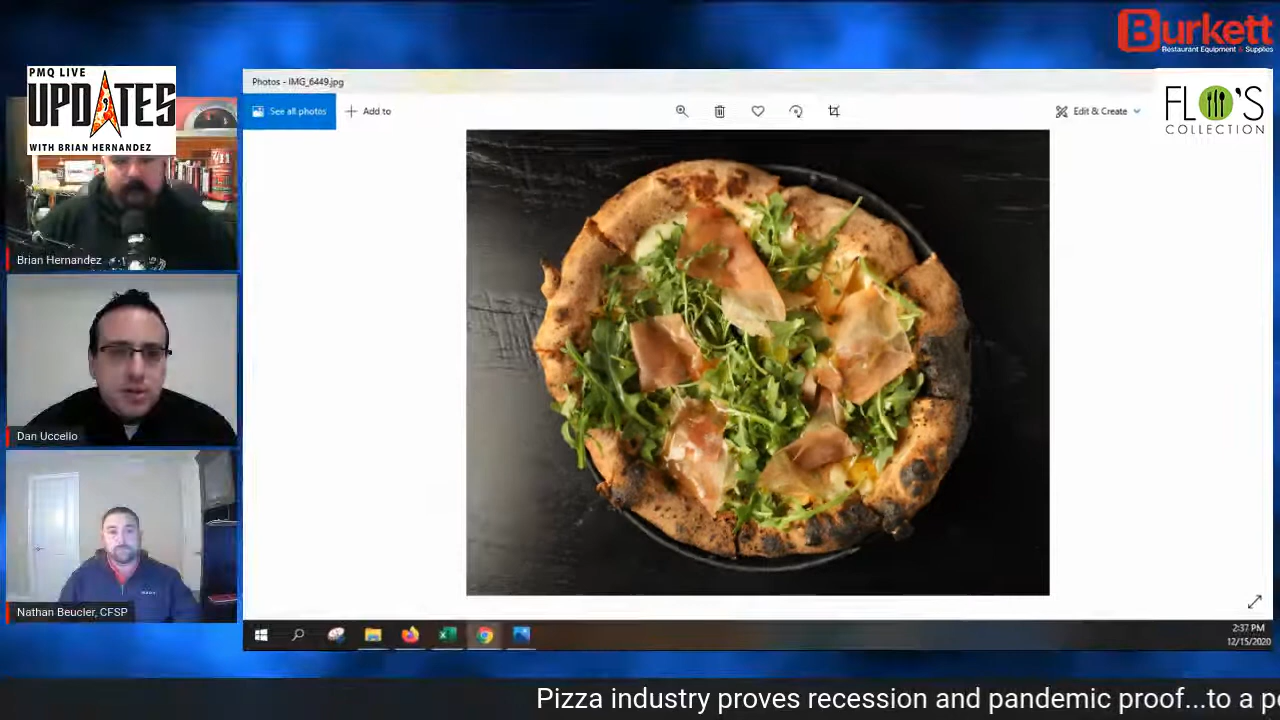 PMQ LIVE
UPDATES
WITH BRIAN HERNANDEZ
Brian Hernandez
Dan Uccello
Nathan Beucler, CFSP
Photos - IMG_6449.jpg
See all photos
Add to
Edit & Create
Burkett
Restaurant Equipment & Supplies
FLO'S
COLLECTION
2:37 PM
12/15/2020
Pizza industry proves recession and pandemic proof...to a p